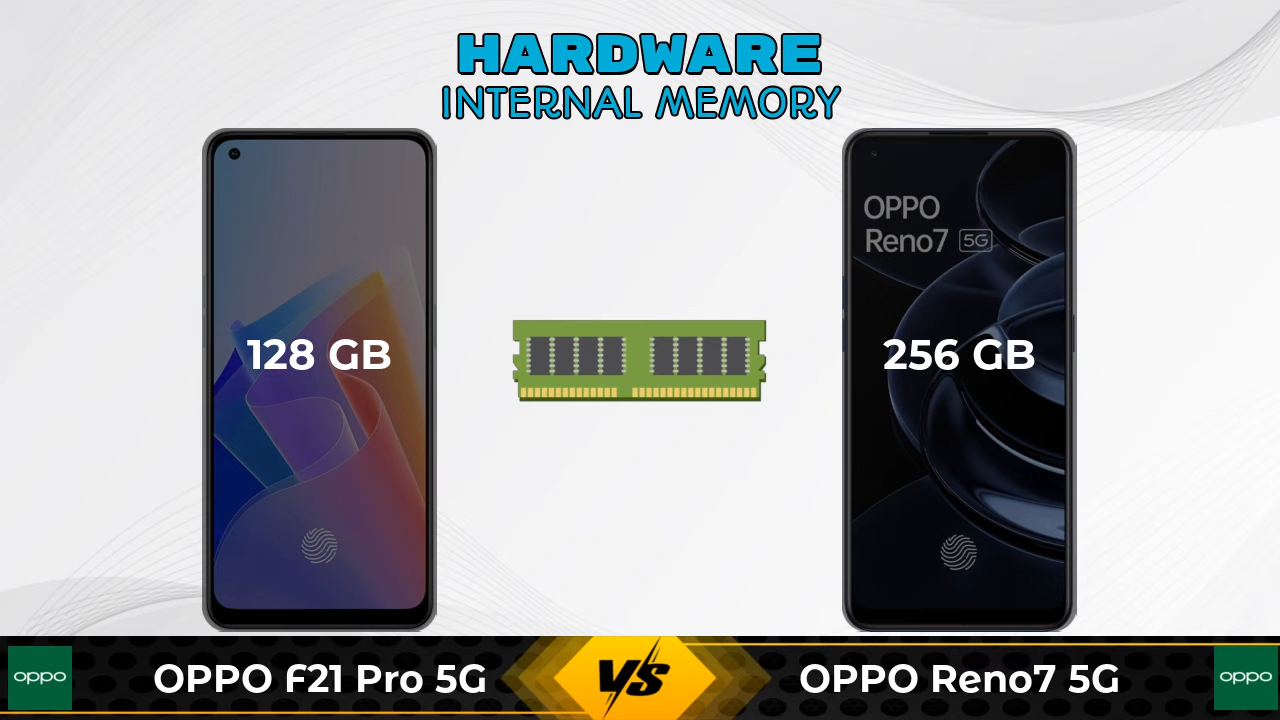 HARDWARE
INTERNAL MEMORY
OPPO
Reno7 5G
128 GB
256 GB
oppo
OPPO F21 Pro 5G
VS
OPPO Reno7 5G
oppo